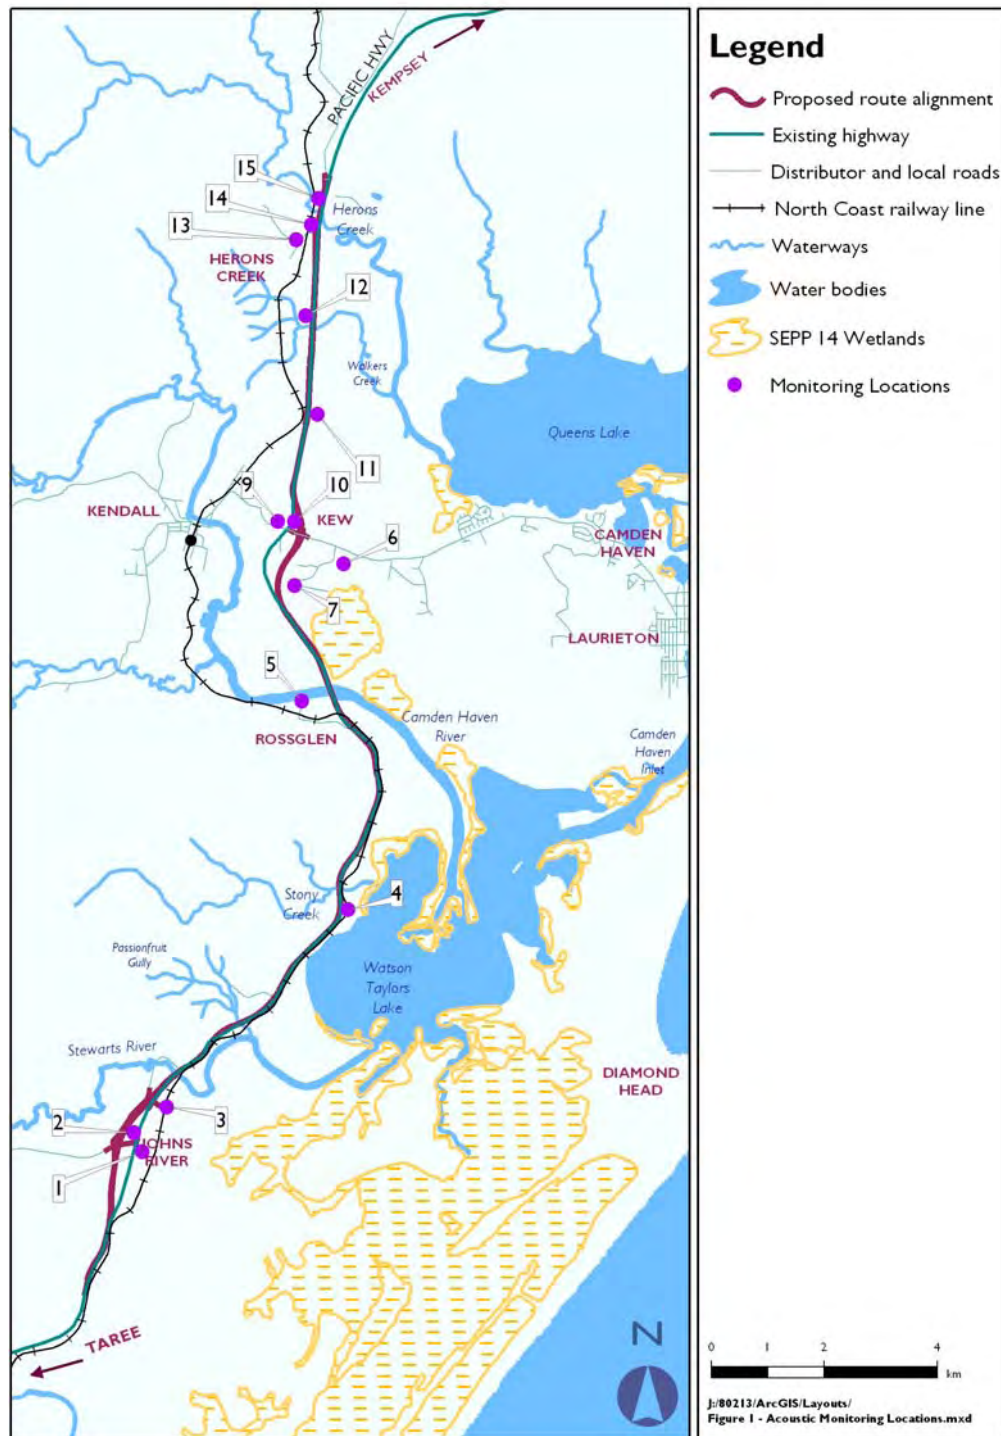 PACIFIC HWY
KEMPSEY
15
14
13
Herons
Creek
HERONS
CREEK
12
Walkers
Creek
Queens Lake
11
9
10
KENDALL
KEW
6
CAMDEN
HAVEN
7
LAURIETON
5
Camden Haven
River
ROSSGLEN
Camden
Haven
Inlet
4
Stony
Creek
Passionfruit
Gully
Watson
Taylors
Lake
Stewarts River
DIAMOND
HEAD
2
3
JOHNS
RIVER
1
TAREE
N
Legend
Proposed route alignment
Existing highway
Distributor and local roads
North Coast railway line
Waterways
Water bodies
SEPP 14 Wetlands
Monitoring Locations
0 1 2 4
km
J:/80213/ArcGIS/Layouts/
Figure 1 - Acoustic Monitoring Locations.mxd